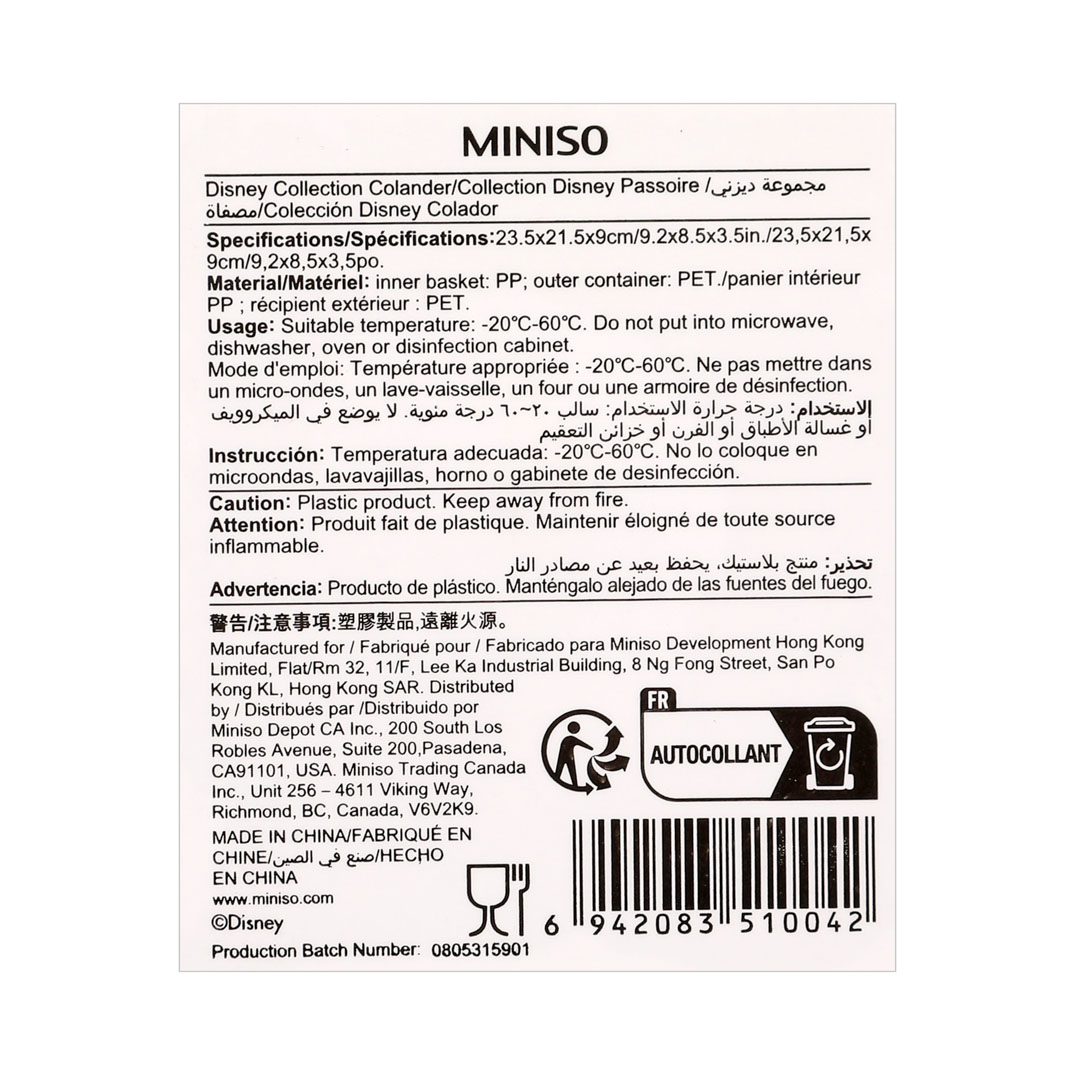 MINISO
Disney Collection Colander/Collection Disney Passoire /مجموعة ديزني
مصفاة/Colección Disney Colador
Specifications/Spécifications:23.5x21.5x9cm/9.2x8.5x3.5in./23,5x21,5x
9cm/9,2x8,5x3,5po.
Material/Matériel: inner basket: PP; outer container: PET./panier intérieur
PP ; récipient extérieur : PET.
Usage: Suitable temperature: -20℃-60℃. Do not put into microwave,
dishwasher, oven or disinfection cabinet.
Mode d'emploi: Température appropriée : -20℃-60℃. Ne pas mettre dans
un micro-ondes, un lave-vaisselle, un four ou une armoire de désinfection.
الاستخدام: درجة حرارة الاستخدام: سالب ٢٠~٦٠ درجة مئوية. لا يوضع في الميكروويف
أو غسالة الأطباق أو الفرن أو خزائن التعقيم
Instrucción: Temperatura adecuada: -20℃-60℃. No lo coloque en
microondas, lavavajillas, horno o gabinete de desinfección.
Caution: Plastic product. Keep away from fire.
Attention: Produit fait de plastique. Maintenir éloigné de toute source
inflammable.
تحذير: منتج بلاستيك، يحفظ بعيد عن مصادر النار
Advertencia: Producto de plástico. Manténgalo alejado de las fuentes del fuego.
警告/注意事項:塑膠製品,遠離火源。
Manufactured for / Fabriqué pour / Fabricado para Miniso Development Hong Kong
Limited, Flat/Rm 32, 11/F, Lee Ka Industrial Building, 8 Ng Fong Street, San Po
Kong KL, Hong Kong SAR. Distributed
by / Distribués par /Distribuido por
Miniso Depot CA Inc., 200 South Los
Robles Avenue, Suite 200,Pasadena,
CA91101, USA. Miniso Trading Canada
Inc., Unit 256 – 4611 Viking Way,
Richmond, BC, Canada, V6V2K9.
FR
AUTOCOLLANT
MADE IN CHINA/FABRIQUÉ EN
CHINE/صنع في الصين/HECHO
EN CHINA
www.miniso.com
©Disney
6 942083 510042
Production Batch Number: 0805315901